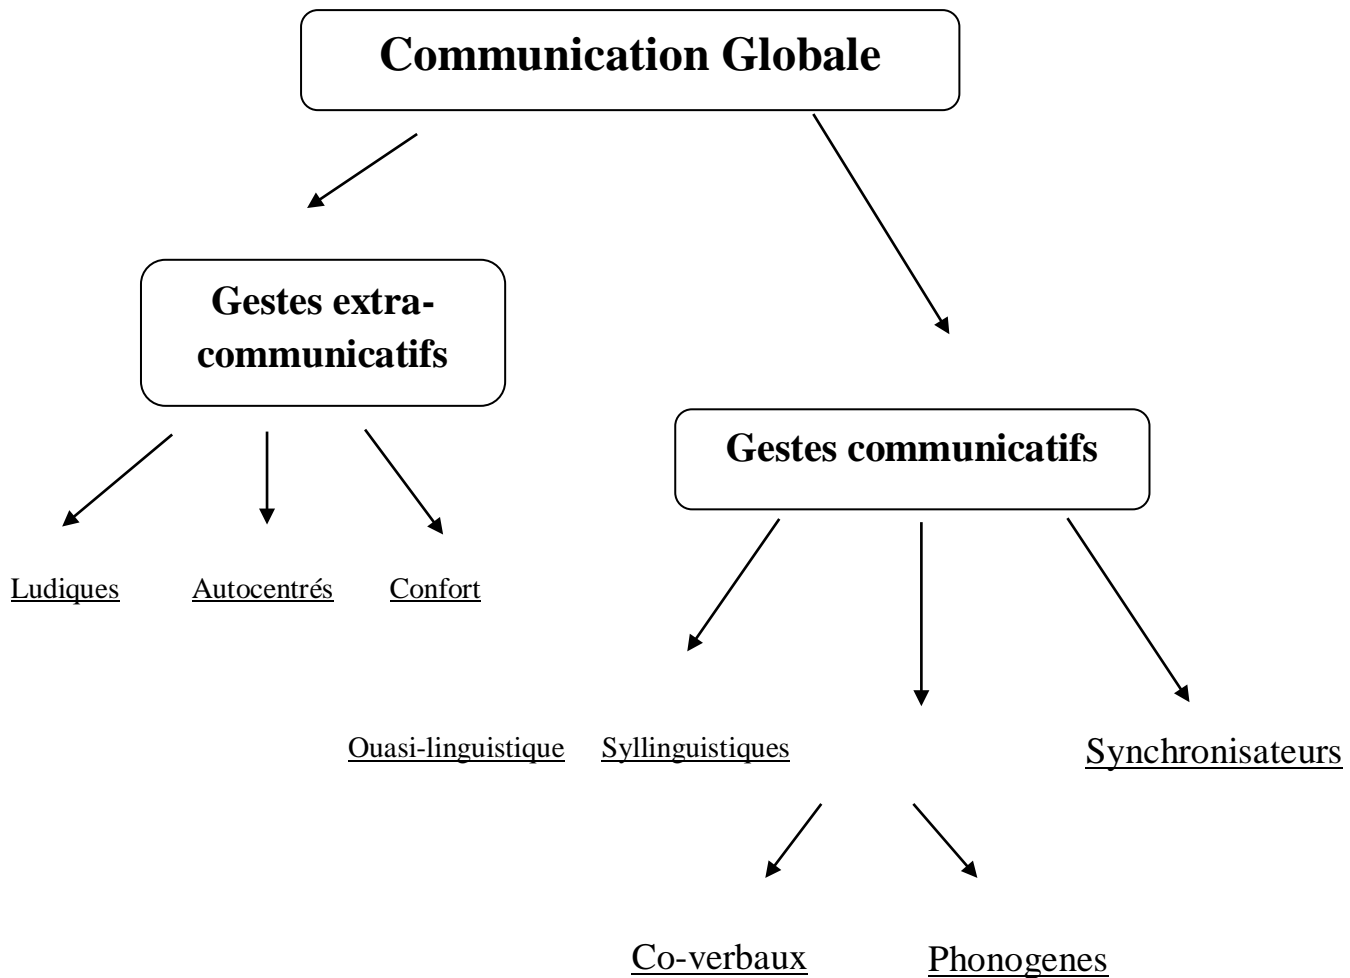 Communication Globale
Gestes extra-
communicatifs
Gestes communicatifs
Ludiques Autocentrés Confort
Ouasi-linguistique Syllinguistiques Synchronisateurs
Co-verbaux Phonogenes